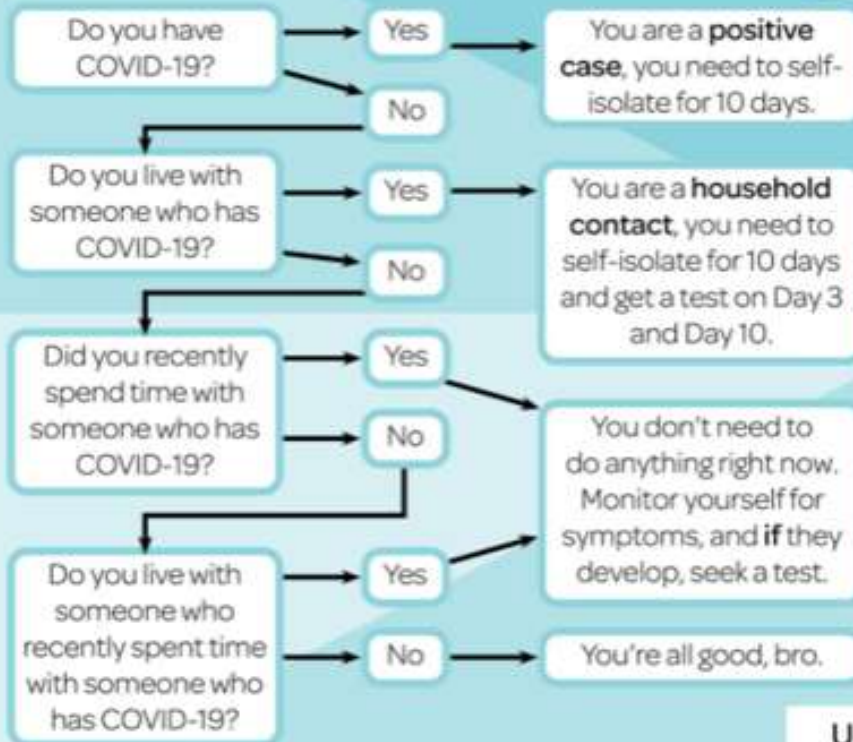 Do you have
COVID-19?
Yes
You are a positive
case, you need to self-
isolate for 10 days.
No
Do you live with
someone who has
COVID-19?
Yes
You are a household
contact, you need to
self-isolate for 10 days
and get a test on Day 3
and Day 10.
No
Did you recently
spend time with
someone who has
COVID-19?
Yes
No
You don't need to
do anything right now.
Monitor yourself for
symptoms, and if they
develop, seek a test.
Do you live with
someone who
recently spent time
with someone who
has COVID-19?
Yes
No
You're all good, bro.
U